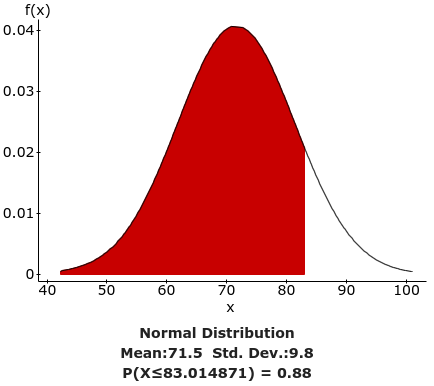 f(x)
0.04
0.03
0.02
0.01
0
40 50 60 70 80 90 100
x
Normal Distribution
Mean:71.5 Std. Dev.:9.8
P(X≤83.014871) = 0.88